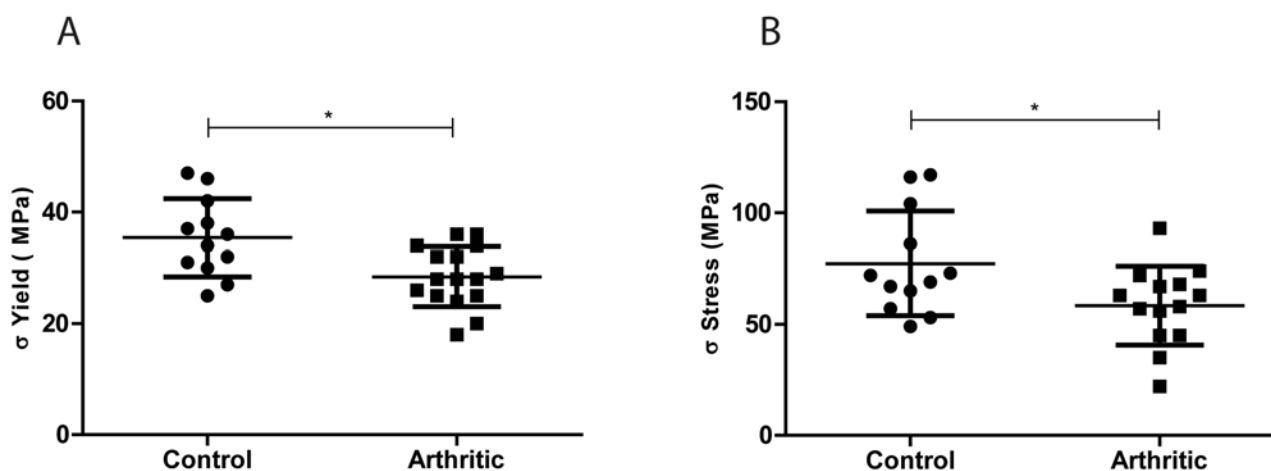 A
B
σ Yield ( MPa)
60
40
20
0
*
Control
Arthritic
σ Stress (MPa)
150
100
50
0
*
Control
Arthritic